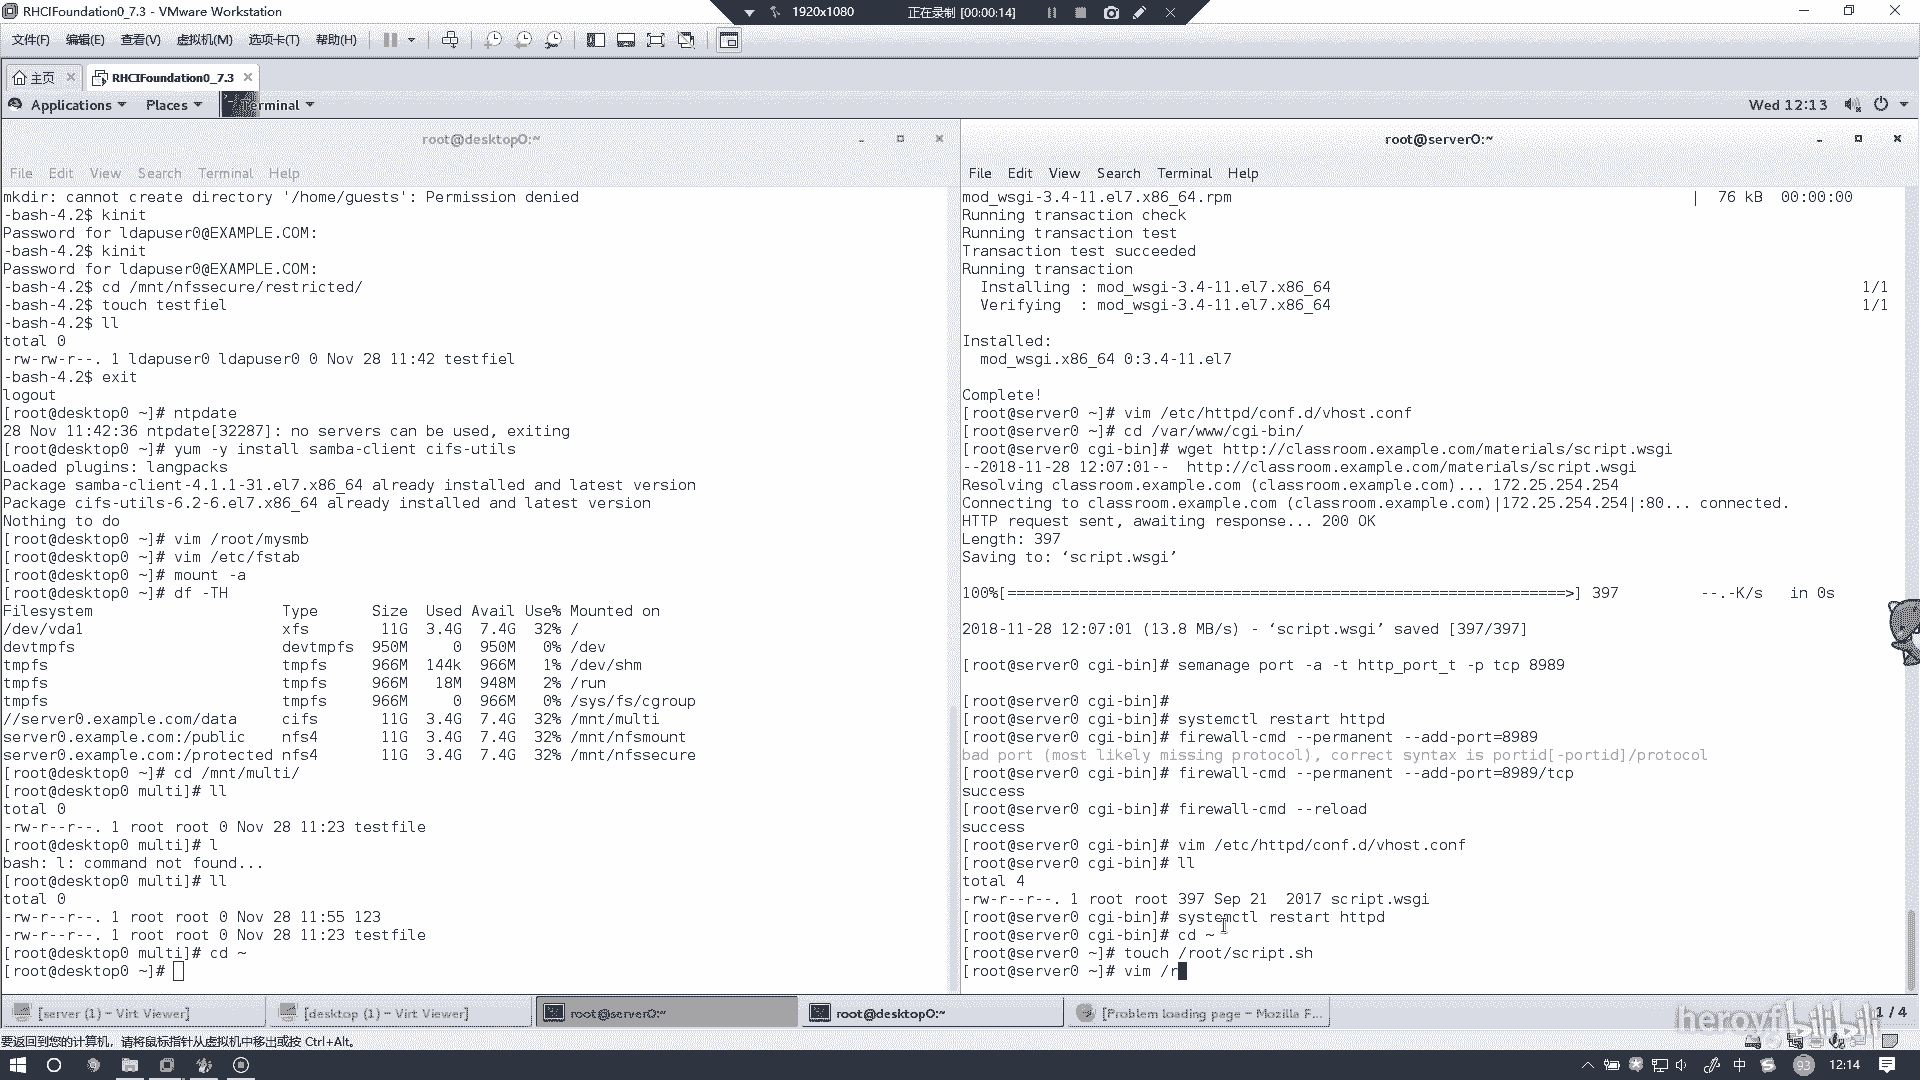 RHCIFoundation0_7.3 - VMware Workstation
1920x1080
正在录制 [00:00:14]
文件(F) 编辑(E) 查看(V) 虚拟机(M) 选项卡(T) 帮助(H)
主页
RHCIFoundation0_7.3
Applications Places Terminal
Wed 12:13
root@desktop0:~
File Edit View Search Terminal Help
mkdir: cannot create directory '/home/guests': Permission denied
-bash-4.2$ kinit
Password for ldapuser0@EXAMPLE.COM:
-bash-4.2$ kinit
Password for ldapuser0@EXAMPLE.COM:
-bash-4.2$ cd /mnt/nfssecure/restricted/
-bash-4.2$ touch testfiel
-bash-4.2$ ll
total 0
-rw-rw-r--. 1 ldapuser0 ldapuser0 0 Nov 28 11:42 testfiel
-bash-4.2$ exit
logout
[root@desktop0 ~]# ntpdate
28 Nov 11:42:36 ntpdate[32287]: no servers can be used, exiting
[root@desktop0 ~]# yum -y install samba-client cifs-utils
Loaded plugins: langpacks
Package samba-client-4.1.1-31.el7.x86_64 already installed and latest version
Package cifs-utils-6.2-6.el7.x86_64 already installed and latest version
Nothing to do
[root@desktop0 ~]# vim /root/mysmb
[root@desktop0 ~]# vim /etc/fstab
[root@desktop0 ~]# mount -a
[root@desktop0 ~]# df -TH
Filesystem Type Size Used Avail Use% Mounted on
/dev/vda1 xfs 11G 3.4G 7.4G 32% /
devtmpfs devtmpfs 950M 0 950M 0% /dev
tmpfs tmpfs 966M 144k 966M 1% /dev/shm
tmpfs tmpfs 966M 18M 948M 2% /run
tmpfs tmpfs 966M 0 966M 0% /sys/fs/cgroup
//server0.example.com/data cifs 11G 3.4G 7.4G 32% /mnt/multi
server0.example.com:/public nfs4 11G 3.4G 7.4G 32% /mnt/nfsmount
server0.example.com:/protected nfs4 11G 3.4G 7.4G 32% /mnt/nfssecure
[root@desktop0 ~]# cd /mnt/multi/
[root@desktop0 multi]# ll
total 0
-rw-r--r--. 1 root root 0 Nov 28 11:23 testfile
[root@desktop0 multi]# l
bash: l: command not found...
[root@desktop0 multi]# ll
total 0
-rw-r--r--. 1 root root 0 Nov 28 11:55 123
-rw-r--r--. 1 root root 0 Nov 28 11:23 testfile
[root@desktop0 multi]# cd ~
[root@desktop0 ~]#
root@server0:~
File Edit View Search Terminal Help
mod_wsgi-3.4-11.el7.x86_64.rpm | 76 kB 00:00:00
Running transaction check
Running transaction test
Transaction test succeeded
Running transaction
Installing : mod_wsgi-3.4-11.el7.x86_64 1/1
Verifying : mod_wsgi-3.4-11.el7.x86_64 1/1
Installed:
mod_wsgi.x86_64 0:3.4-11.el7
Complete!
[root@server0 ~]# vim /etc/httpd/conf.d/vhost.conf
[root@server0 ~]# cd /var/www/cgi-bin/
[root@server0 cgi-bin]# wget http://classroom.example.com/materials/script.wsgi
--2018-11-28 12:07:01-- http://classroom.example.com/materials/script.wsgi
Resolving classroom.example.com (classroom.example.com)... 172.25.254.254
Connecting to classroom.example.com (classroom.example.com)|172.25.254.254|:80... connected.
HTTP request sent, awaiting response... 200 OK
Length: 397
Saving to: ‘script.wsgi’
100%[==============================================================>] 397 --.-K/s in 0s
2018-11-28 12:07:01 (13.8 MB/s) - ‘script.wsgi’ saved [397/397]
[root@server0 cgi-bin]# semanage port -a -t http_port_t -p tcp 8989
[root@server0 cgi-bin]#
[root@server0 cgi-bin]# systemctl restart httpd
[root@server0 cgi-bin]# firewall-cmd --permanent --add-port=8989
bad port (most likely missing protocol), correct syntax is portid[-portid]/protocol
[root@server0 cgi-bin]# firewall-cmd --permanent --add-port=8989/tcp
success
[root@server0 cgi-bin]# firewall-cmd --reload
success
[root@server0 cgi-bin]# vim /etc/httpd/conf.d/vhost.conf
[root@server0 cgi-bin]# ll
total 4
-rw-r--r--. 1 root root 397 Sep 21 2017 script.wsgi
[root@server0 cgi-bin]# systemctl restart httpd
[root@server0 cgi-bin]# cd ~
[root@server0 ~]# touch /root/script.sh
[root@server0 ~]# vim /r
[server (1) - Virt Viewer]
[desktop (1) - Virt Viewer]
root@server0:~
root@desktop0:~
[Problem loading page - Mozilla F...
1 / 4
bilibili
要返回到您的计算机，请将鼠标指针从虚拟机中移出或按 Ctrl+Alt。
中
93
12:14